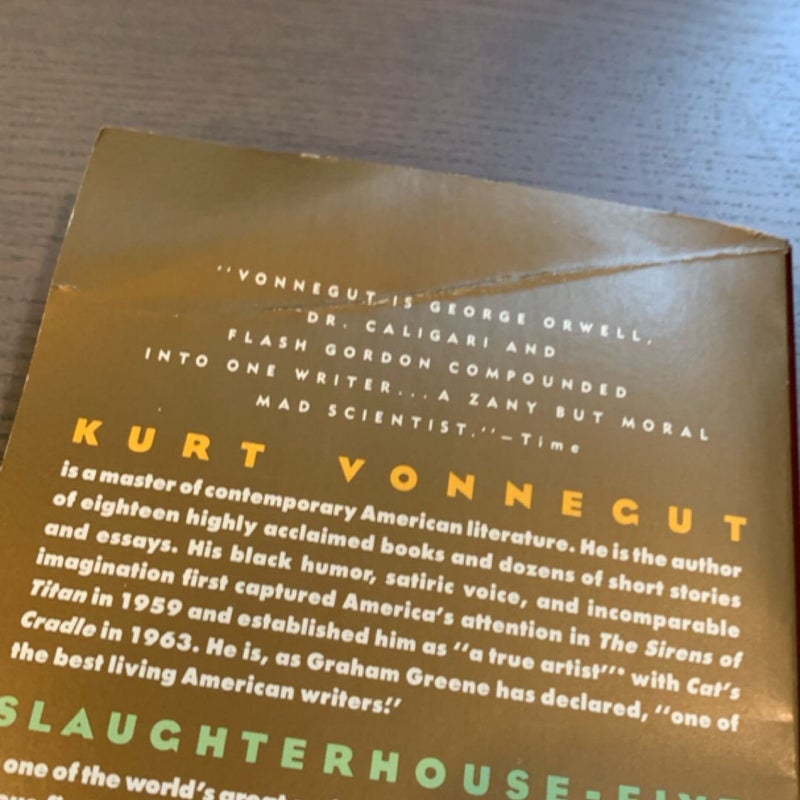 "VONNEGUT IS GEORGE ORWELL,
DR. CALIGARI AND
FLASH GORDON COMPOUNDED
INTO ONE WRITER...A ZANY BUT MORAL
MAD SCIENTIST."—Time
KURT VONNEGUT
is a master of contemporary American literature. He is the author
of eighteen highly acclaimed books and dozens of short stories
and essays. His black humor, satiric voice, and incomparable
imagination first captured America's attention in The Sirens of
Titan in 1959 and established him as "a true artist"* with Cat's
Cradle in 1963. He is, as Graham Greene has declared, "one of
the best living American writers."
SLAUGHTERHOUSE-FIVE
one of the world's